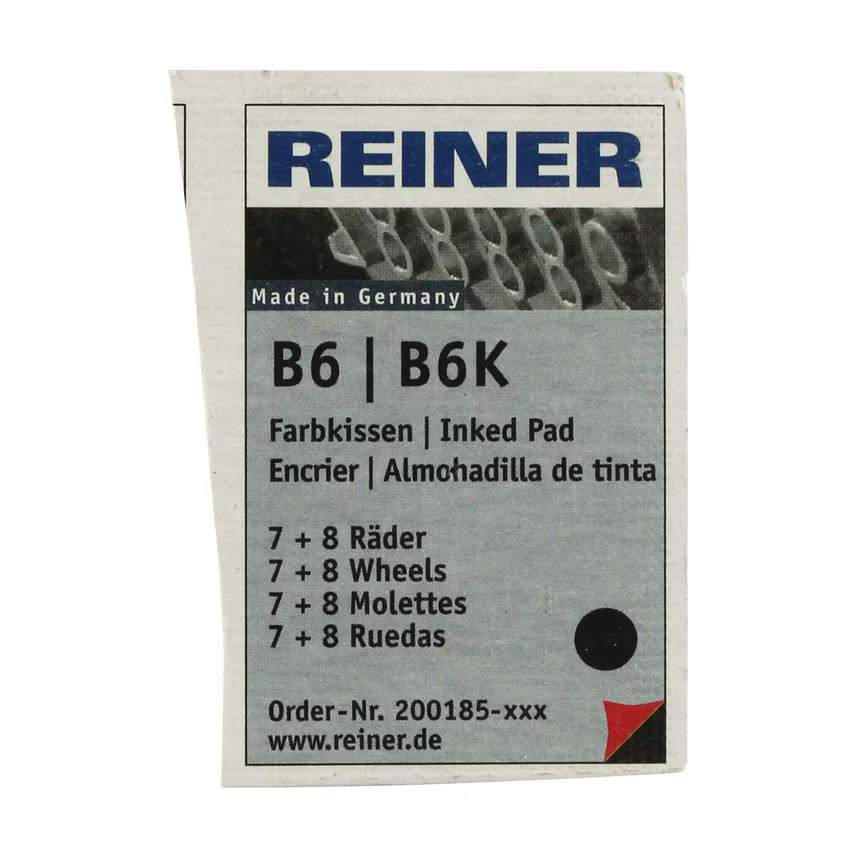 REINER
Made in Germany
B6 | B6K
Farbkissen | Inked Pad
Encrier | Almohadilla de tinta
7 + 8 Räder
7 + 8 Wheels
7 + 8 Molettes
7 + 8 Ruedas
Order-Nr. 200185-xxx
www.reiner.de